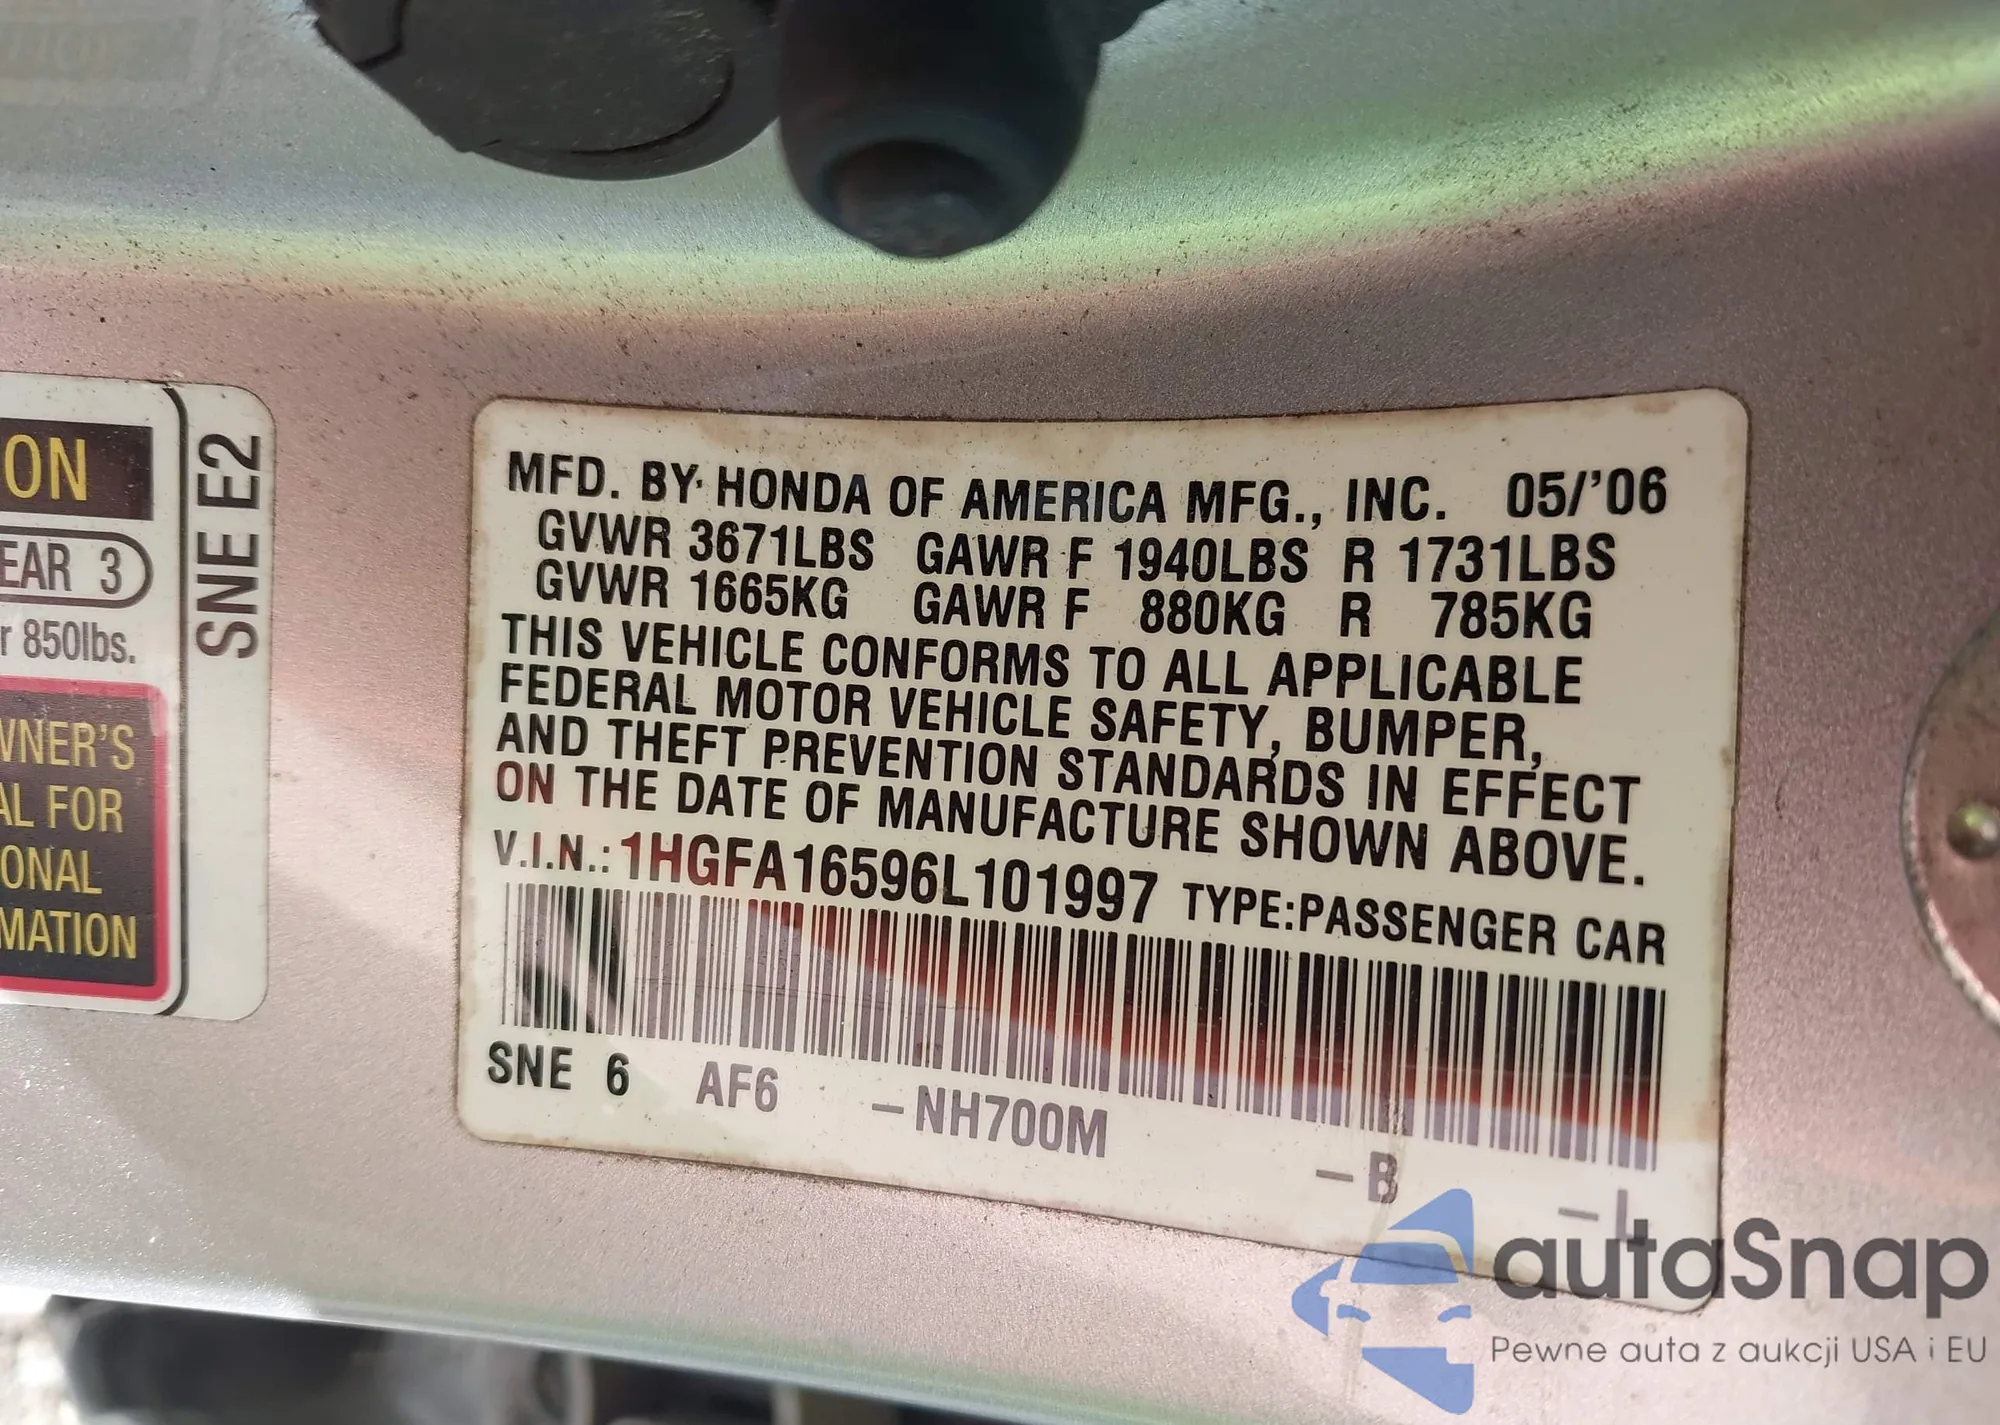 ON
EAR 3
r 850lbs.
WNER'S
AL FOR
ONAL
MATION
SNE E2
MFD. BY HONDA OF AMERICA MFG., INC. 05/'06
GVWR 3671LBS GAWR F 1940LBS R 1731LBS
GVWR 1665KG GAWR F 880KG R 785KG
THIS VEHICLE CONFORMS TO ALL APPLICABLE
FEDERAL MOTOR VEHICLE SAFETY, BUMPER,
AND THEFT PREVENTION STANDARDS IN EFFECT
ON THE DATE OF MANUFACTURE SHOWN ABOVE.
V.I.N.: 1HGFA16596L101997 TYPE:PASSENGER CAR
SNE 6 AF6 –NH700M –B –L
autoSnap
Pewne auta z aukcji USA i EU